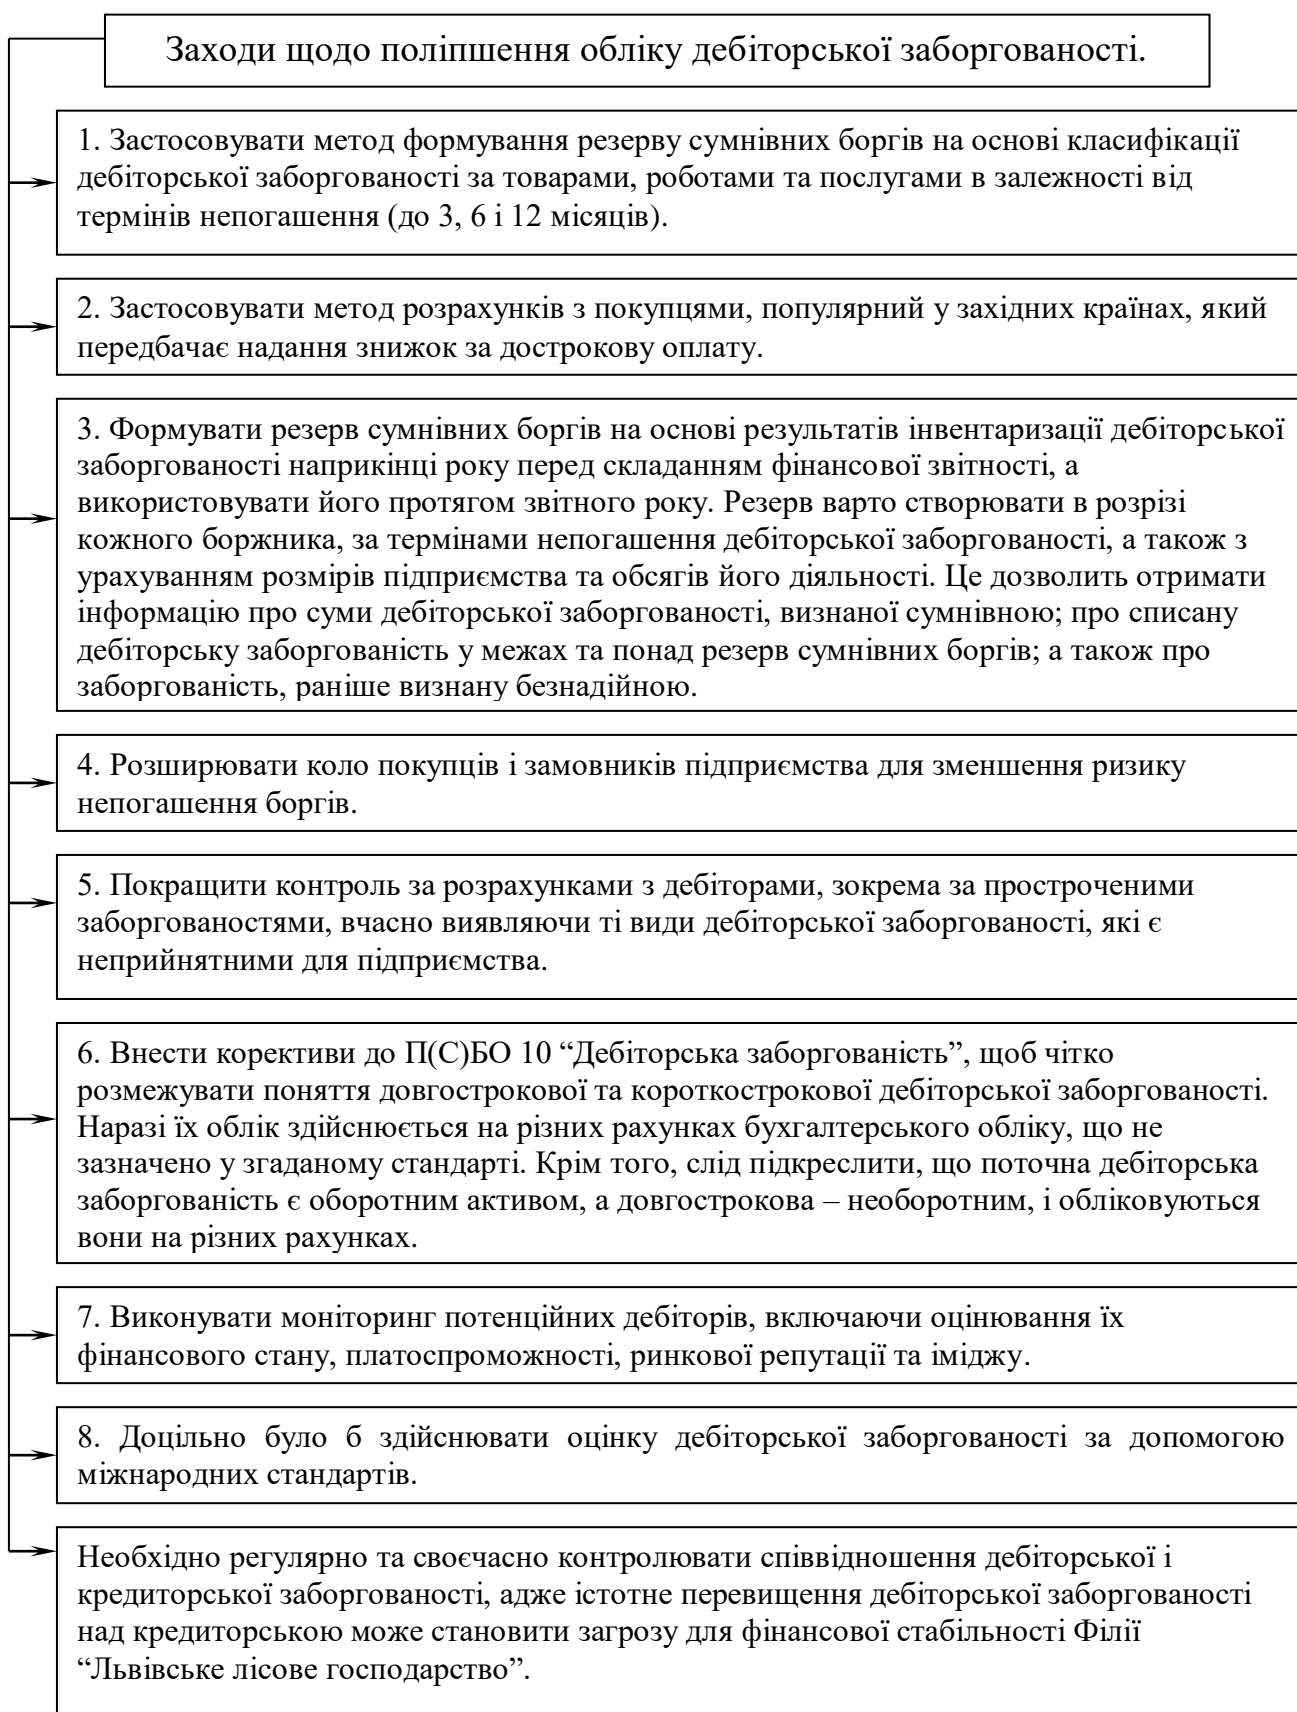 Заходи щодо поліпшення обліку дебіторської заборгованості.
1. Застосовувати метод формування резерву сумнівних боргів на основі класифікації
дебіторської заборгованості за товарами, роботами та послугами в залежності від
термінів непогашення (до 3, 6 і 12 місяців).
2. Застосовувати метод розрахунків з покупцями, популярний у західних країнах, який
передбачає надання знижок за дострокову оплату.
3. Формувати резерв сумнівних боргів на основі результатів інвентаризації дебіторської
заборгованості наприкінці року перед складанням фінансової звітності, а
використовувати його протягом звітного року. Резерв варто створювати в розрізі
кожного боржника, за термінами непогашення дебіторської заборгованості, а також з
урахуванням розмірів підприємства та обсягів його діяльності. Це дозволить отримати
інформацію про суми дебіторської заборгованості, визнаної сумнівною; про списану
дебіторську заборгованість у межах та понад резерв сумнівних боргів; а також про
заборгованість, раніше визнану безнадійною.
4. Розширювати коло покупців і замовників підприємства для зменшення ризику
непогашення боргів.
5. Покращити контроль за розрахунками з дебіторами, зокрема за простроченими
заборгованостями, вчасно виявляючи ті види дебіторської заборгованості, які є
неприйнятними для підприємства.
6. Внести корективи до П(С)БО 10 “Дебіторська заборгованість”, щоб чітко
розмежувати поняття довгострокової та короткострокової дебіторської заборгованості.
Наразі їх облік здійснюється на різних рахунках бухгалтерського обліку, що не
зазначено у згаданому стандарті. Крім того, слід підкреслити, що поточна дебіторська
заборгованість є оборотним активом, а довгострокова – необоротним, і обліковуються
вони на різних рахунках.
7. Виконувати моніторинг потенційних дебіторів, включаючи оцінювання їх
фінансового стану, платоспроможності, ринкової репутації та іміджу.
8. Доцільно було б здійснювати оцінку дебіторської заборгованості за допомогою
міжнародних стандартів.
Необхідно регулярно та своєчасно контролювати співвідношення дебіторської і
кредиторської заборгованості, адже істотне перевищення дебіторської заборгованості
над кредиторською може становити загрозу для фінансової стабільності Філії
“Львівське лісове господарство”.